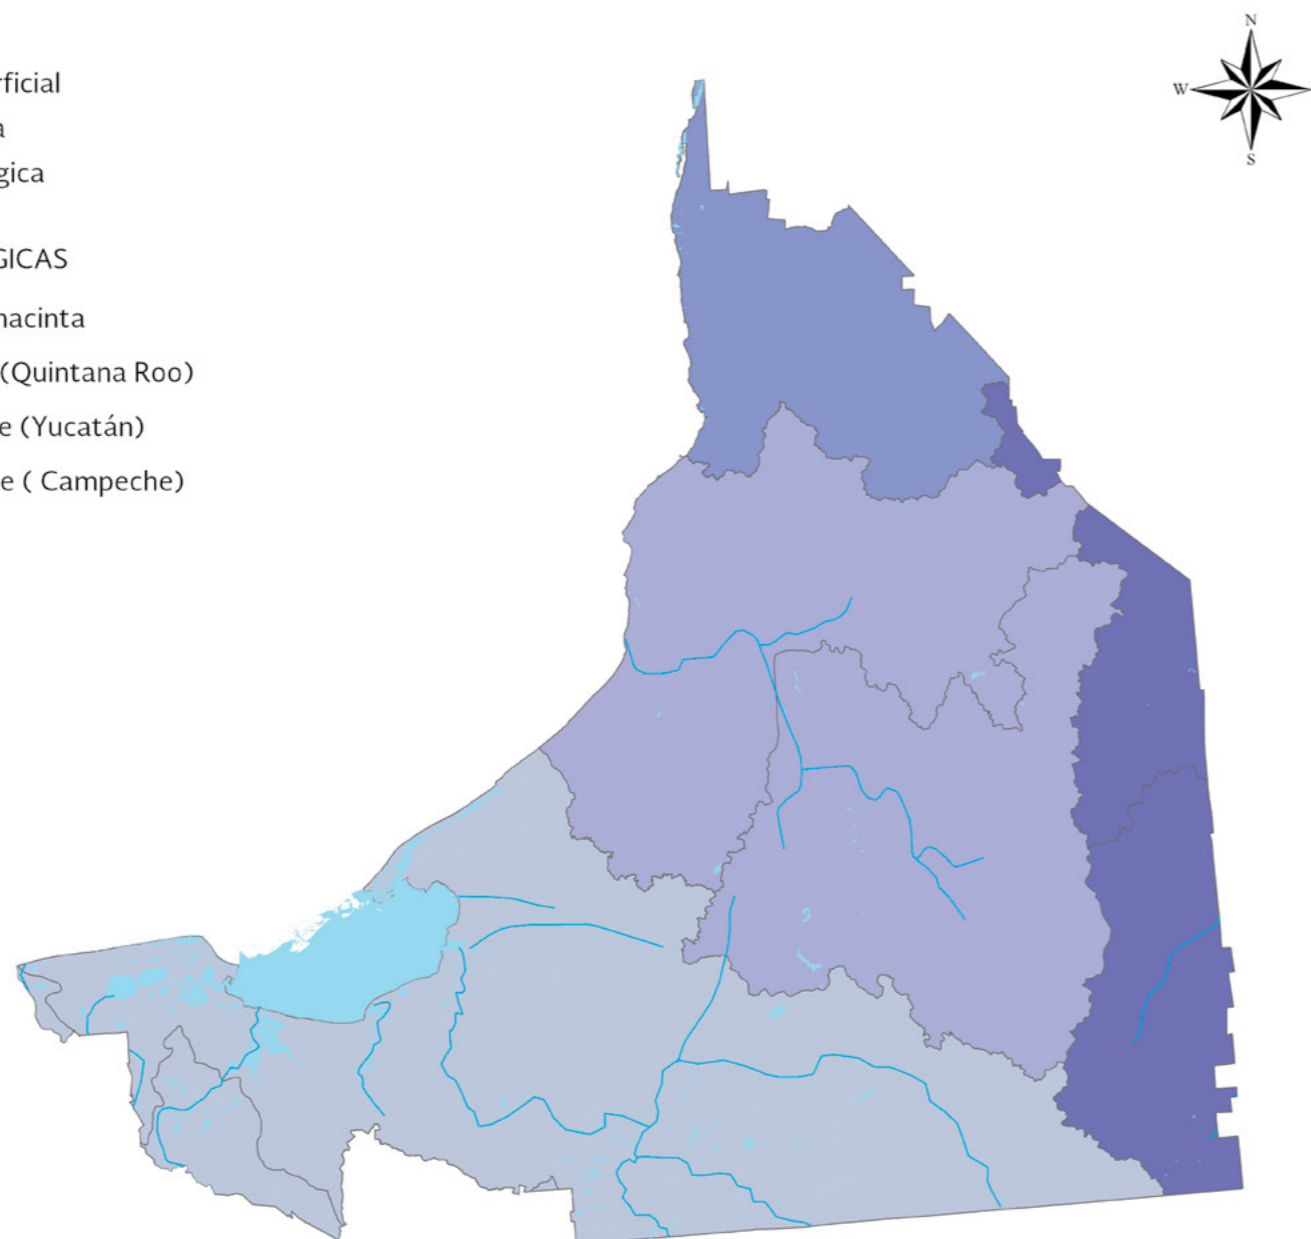 rficial
a
gica
GICAS
nacinta
(Quintana Roo)
e (Yucatán)
e ( Campeche)
N
W
S